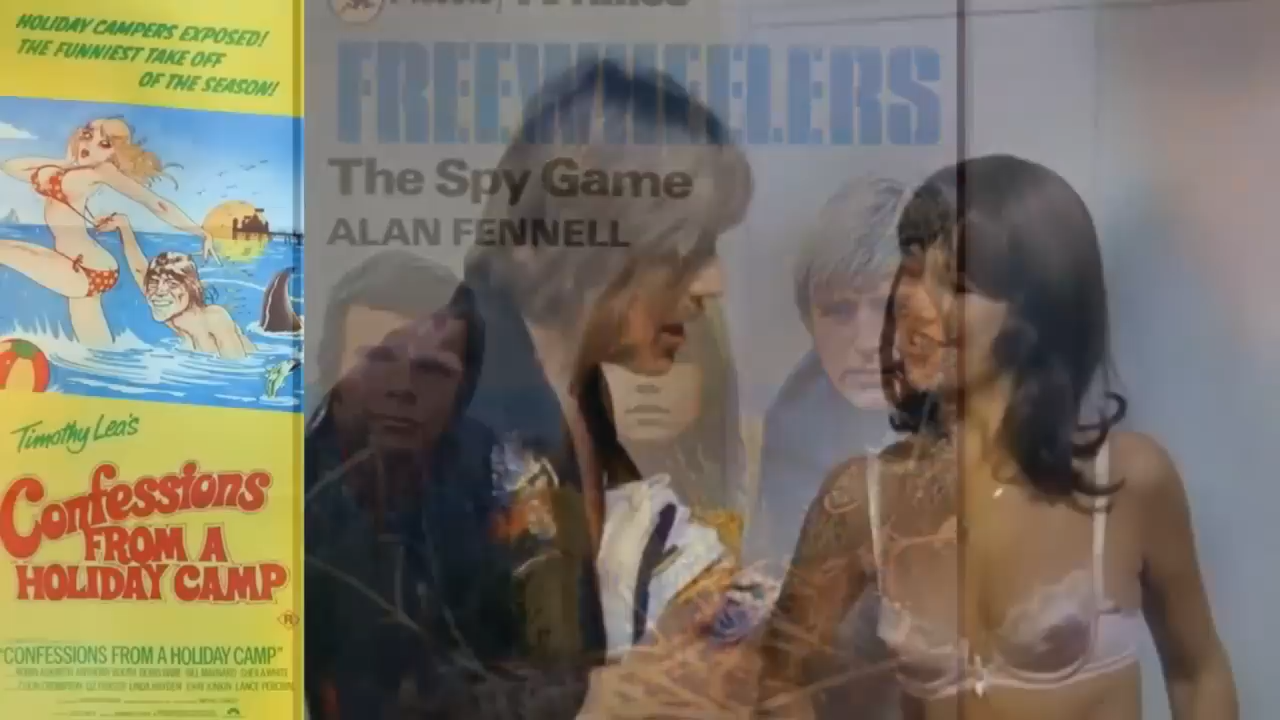 HOLIDAY CAMPERS EXPOSED!
THE FUNNIEST TAKE OFF
OF THE SEASON!
FREEWHEELERS
The Spy Game
ALAN FENNELL
Timothy Lea's
Confessions
FROM A
HOLIDAY CAMP
R
"CONFESSIONS FROM A HOLIDAY CAMP"